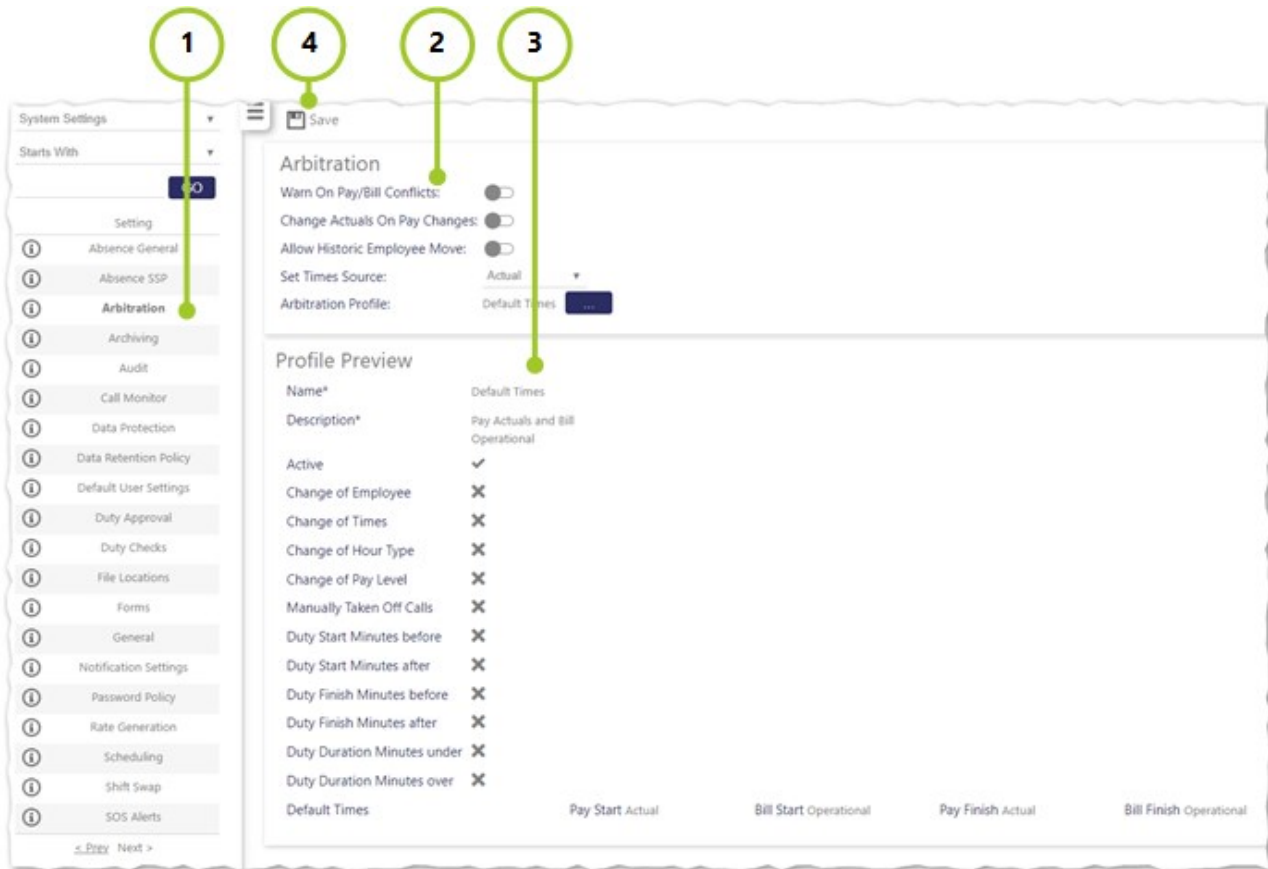 1
4
2
3
System Settings
Starts With
GO
Setting
Absence General
Absence SSP
Arbitration
Archiving
Audit
Call Monitor
Data Protection
Data Retention Policy
Default User Settings
Duty Approval
Duty Checks
File Locations
Forms
General
Notification Settings
Password Policy
Rate Generation
Scheduling
Shift Swap
SOS Alerts
< Prev Next >
Save
Arbitration
Warn On Pay/Bill Conflicts:
Change Actuals On Pay Changes:
Allow Historic Employee Move:
Set Times Source: Actual
Arbitration Profile: Default Times ...
Profile Preview
Name* Default Times
Description* Pay Actuals and Bill
Operational
Active
Change of Employee
Change of Times
Change of Hour Type
Change of Pay Level
Manually Taken Off Calls
Duty Start Minutes before
Duty Start Minutes after
Duty Finish Minutes before
Duty Finish Minutes after
Duty Duration Minutes under
Duty Duration Minutes over
Default Times Pay Start Actual Bill Start Operational Pay Finish Actual Bill Finish Operational